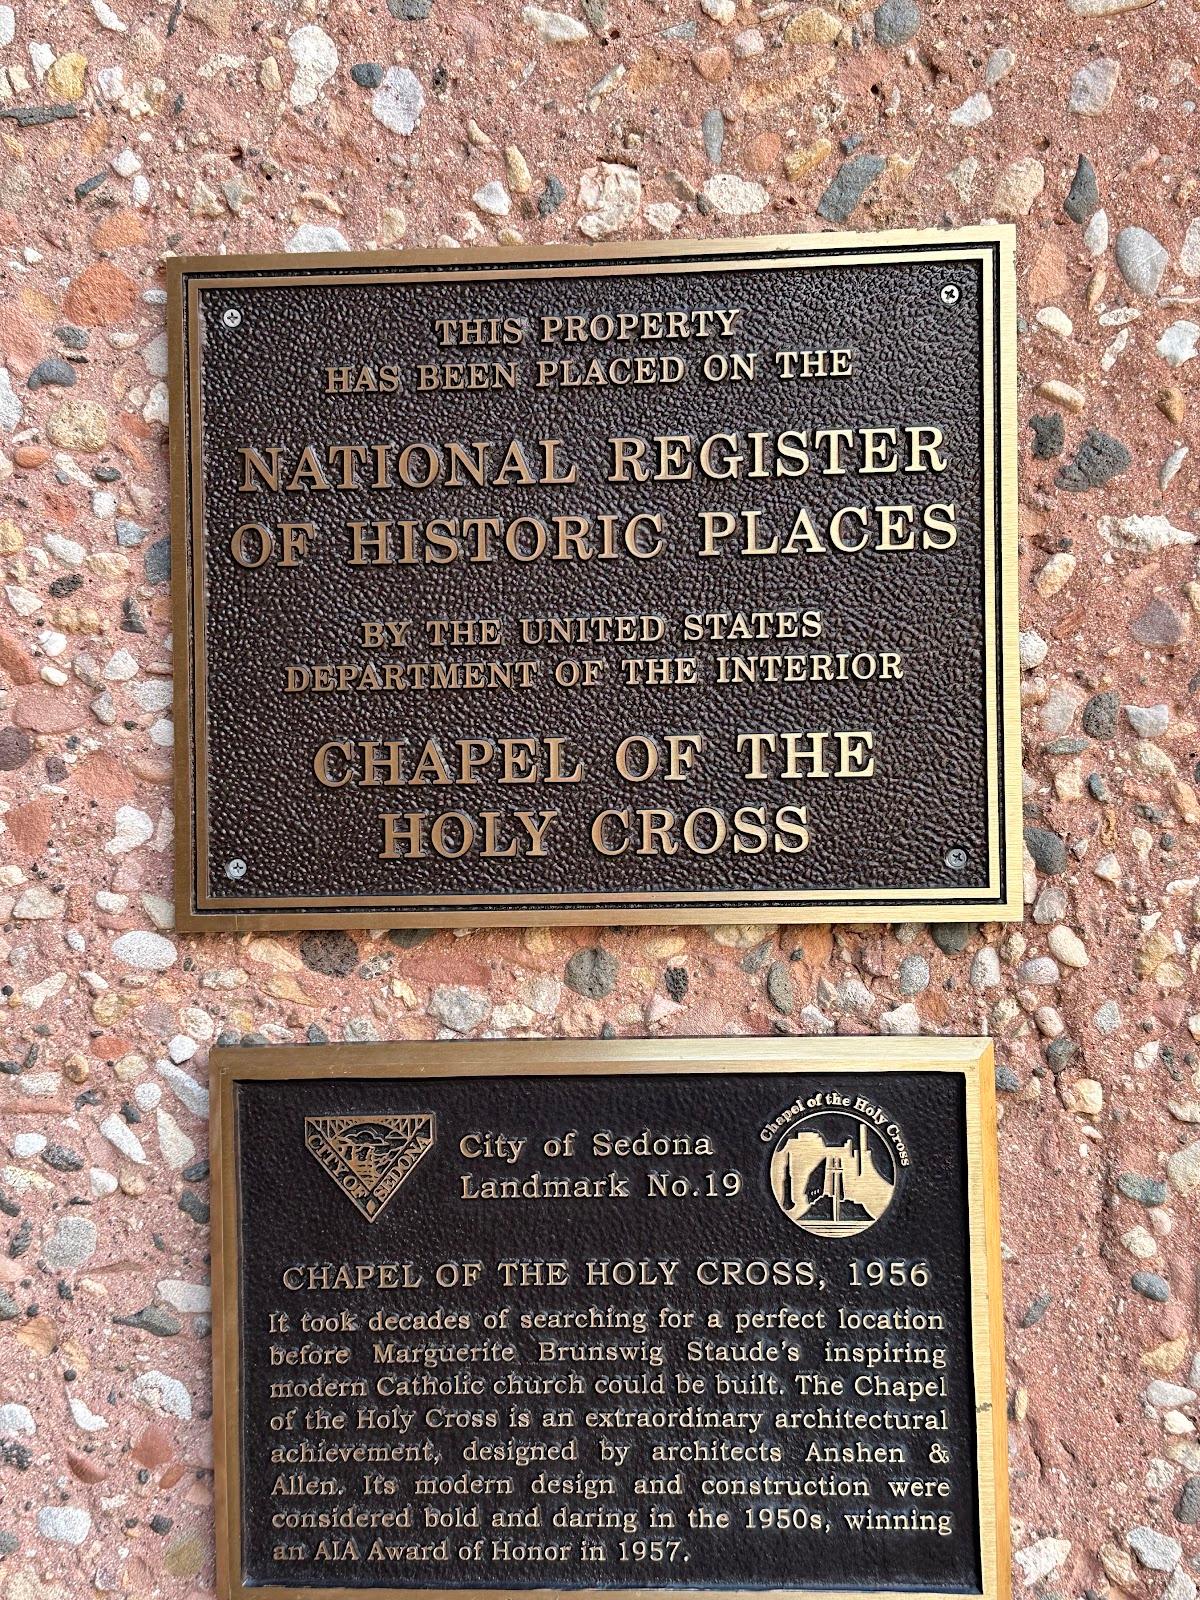 THIS PROPERTY
HAS BEEN PLACED ON THE
NATIONAL REGISTER
OF HISTORIC PLACES
BY THE UNITED STATES
DEPARTMENT OF THE INTERIOR
CHAPEL OF THE
HOLY CROSS
CITY OF SEDONA
City of Sedona
Landmark No.19
Chapel of the Holy Cross
CHAPEL OF THE HOLY CROSS, 1956
It took decades of searching for a perfect location
before Marguerite Brunswig Staude's inspiring
modern Catholic church could be built. The Chapel
of the Holy Cross is an extraordinary architectural
achievement, designed by architects Anshen &
Allen. Its modern design and construction were
considered bold and daring in the 1950s, winning
an AIA Award of Honor in 1957.